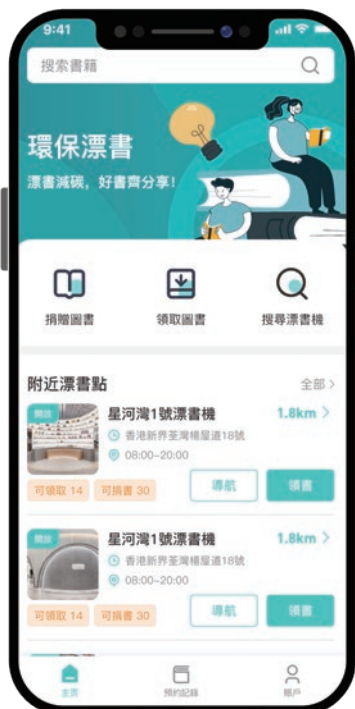 9:41
搜索書籍
環保漂書
漂書減碳，好書齊分享！
捐贈圖書
領取圖書
搜尋漂書機
附近漂書點
全部 >
開放
星河灣1號漂書機
1.8km >
香港新界荃灣楊屋道18號
08:00~20:00
可領取 14
可捐書 30
導航
領書
開放
星河灣1號漂書機
1.8km >
香港新界荃灣楊屋道18號
08:00~20:00
可領取 14
可捐書 30
導航
領書
主页
預約記錄
賬戶